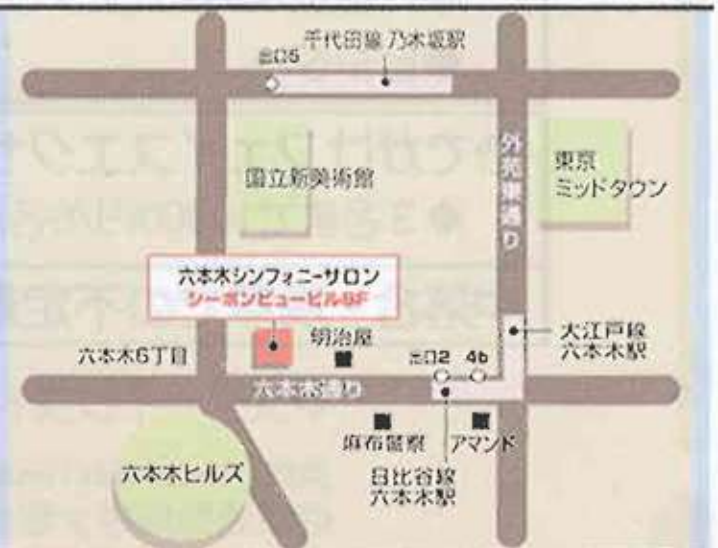 千代田線 乃木坂駅
出口5
国立新美術館
外苑東通り
東京
ミッドタウン
六本木シンフォニーサロン
シーボンビュービル9F
六本木6丁目
明治屋
出口2 4b
大江戸線
六本木駅
六本木通り
麻布警察
アマンド
六本木ヒルズ
日比谷線
六本木駅